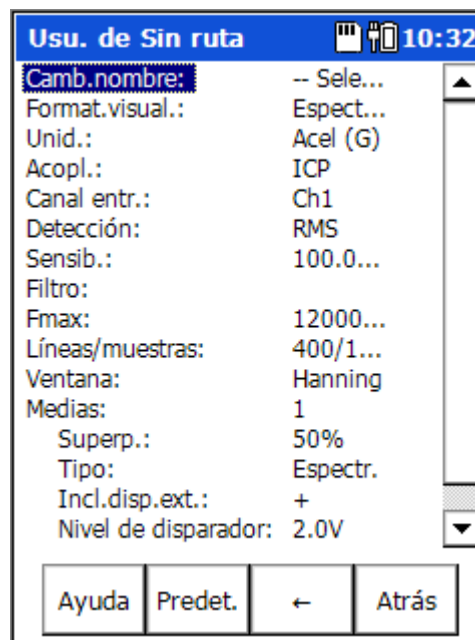 Usu. de Sin ruta 10:32
Camb.nombre: -- Sele...
Format.visual.: Espect...
Unid.: Acel (G)
Acopl.: ICP
Canal entr.: Ch1
Detección: RMS
Sensib.: 100.0...
Filtro:
Fmax: 12000...
Líneas/muestras: 400/1...
Ventana: Hanning
Medias: 1
Superp.: 50%
Tipo: Espectr.
Incl.disp.ext.: +
Nivel de disparador: 2.0V
Ayuda Predet. ← Atrás